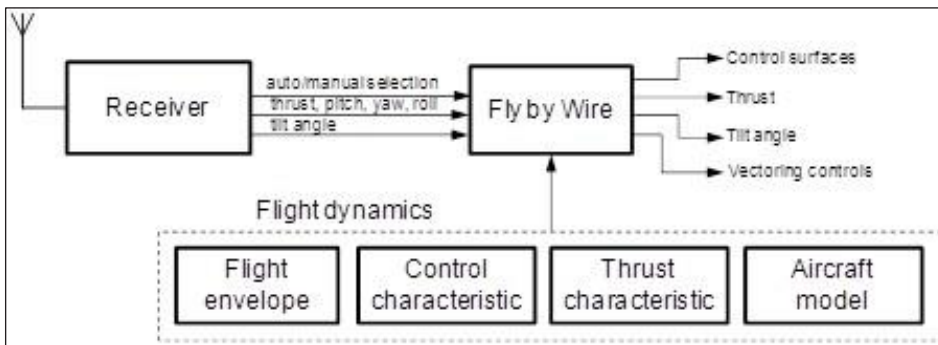 Receiver
auto/manual selection
thrust, pitch, yaw, roll
tilt angle
Fly by Wire
Control surfaces
Thrust
Tilt angle
Vectoring controls
Flight dynamics
Flight
envelope
Control
characteristic
Thrust
characteristic
Aircraft
model